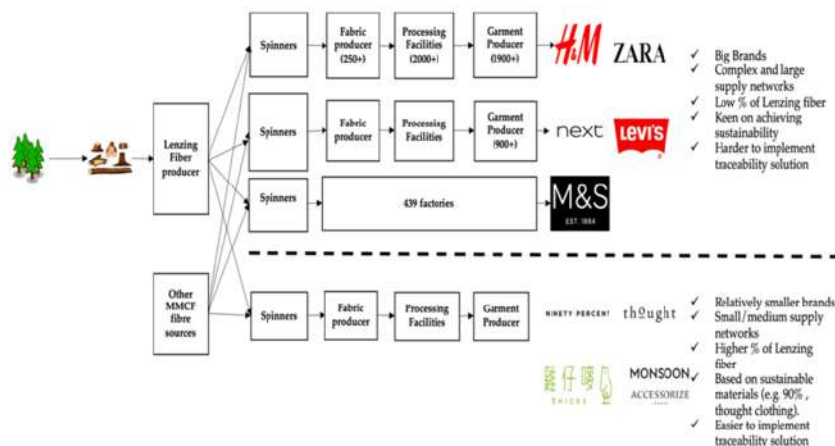 Spinners
Fabric
producer
(250+)
Processing
Facilities
(2000+)
Garment
Producer
(1900+)
H&M
ZARA
✓ Big Brands
✓ Complex and large
supply networks
✓ Low % of Lenzing fiber
✓ Keen on achieving
sustainability
✓ Harder to implement
traceability solution
Lenzing
Fiber
producer
Spinners
Fabric
producer
Processing
Facilities
Garment
Producer
(900+)
next
LEVI'S
Spinners
439 factories
M&S
EST. 1884
Other
MMCF
fibre
sources
Spinners
Fabric
producer
Processing
Facilities
Garment
Producer
NINETY PERCENT
thought
MONSOON
ACCESSORIZE
CHICKS
✓ Relatively smaller brands
✓ Small/medium supply
networks
✓ Higher % of Lenzing
fiber
✓ Based on sustainable
materials (e.g. 90% ,
thought clothing).
✓ Easier to implement
traceability solution